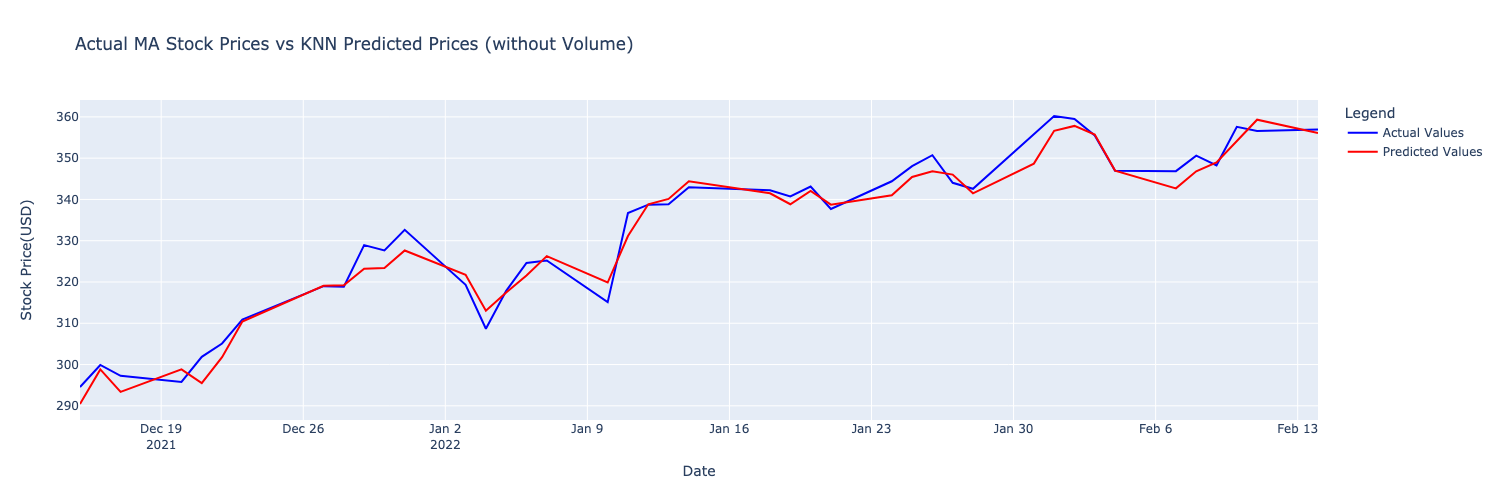 Actual MA Stock Prices vs KNN Predicted Prices (without Volume)
Legend
Actual Values
Predicted Values
Stock Price(USD)
360
350
340
330
320
310
300
290
Dec 19
2021
Dec 26
Jan 2
2022
Jan 9
Jan 16
Jan 23
Jan 30
Feb 6
Feb 13
Date